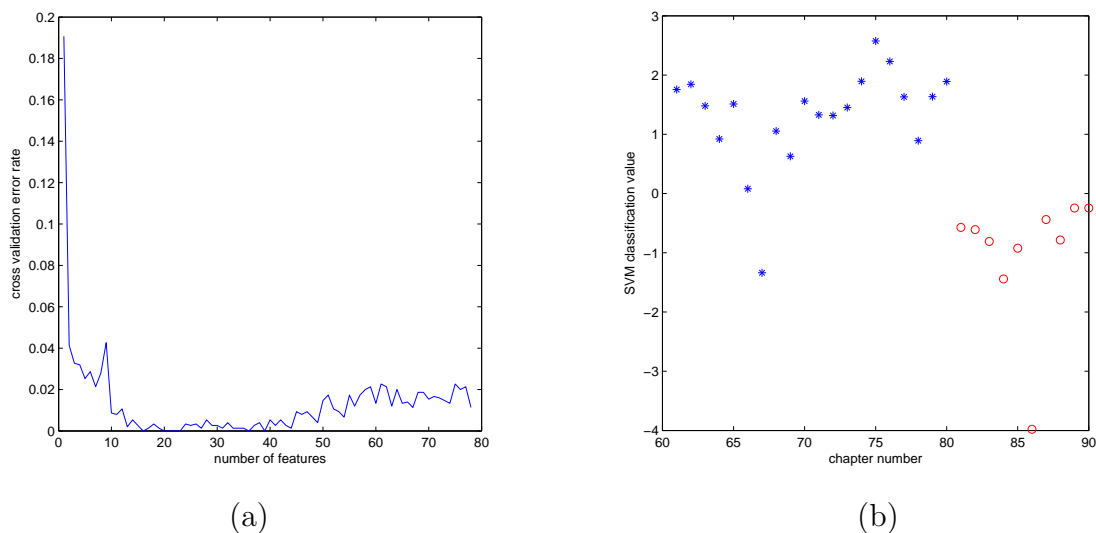 0.2
0.18
0.16
0.14
0.12
0.1
0.08
0.06
0.04
0.02
0
cross validation error rate
0 10 20 30 40 50 60 70 80
number of features
(a)
3
2
1
0
−1
−2
−3
−4
SVM classification value
60 65 70 75 80 85 90
chapter number
(b)